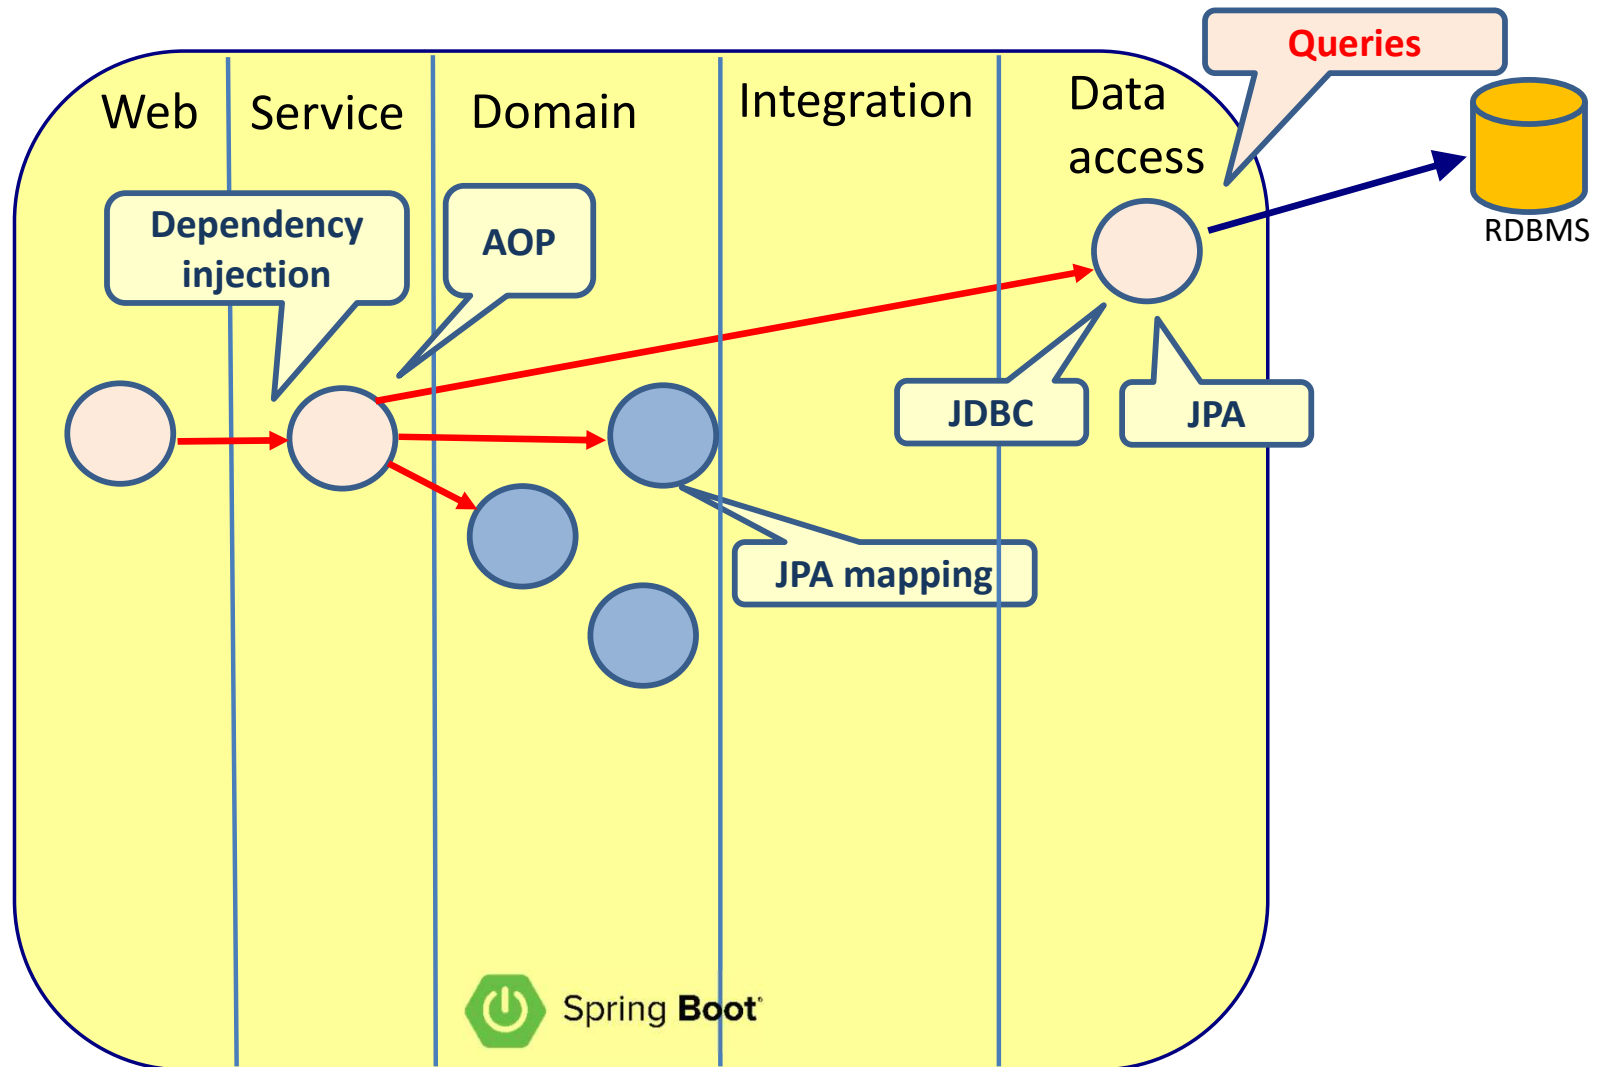 Queries
Web
Service
Domain
Integration
Data
access
RDBMS
Dependency
injection
AOP
JDBC
JPA
JPA mapping
Spring Boot